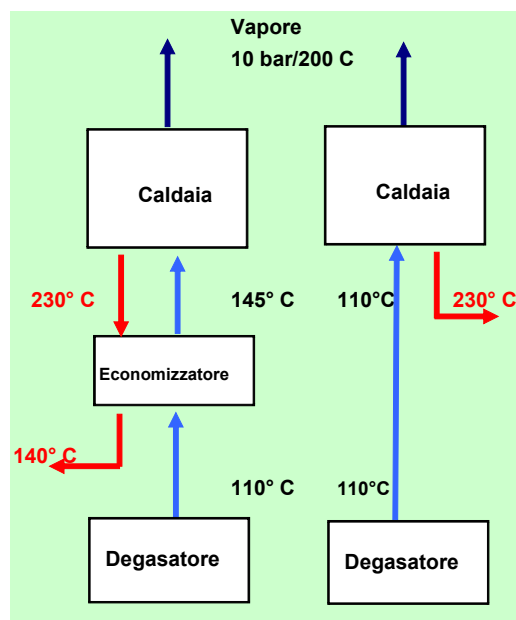 Vapore
10 bar/200 C
Caldaia
Caldaia
230° C
145° C
110°C
230° C
Economizzatore
140° C
110° C
110°C
Degasatore
Degasatore